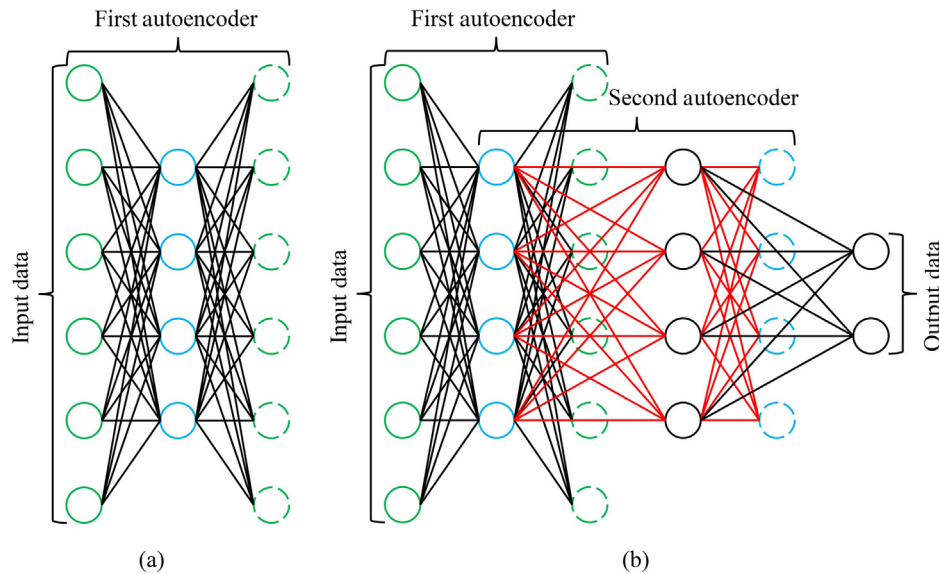 First autoencoder
Input data
(a)
First autoencoder
Second autoencoder
Input data
Output data
(b)